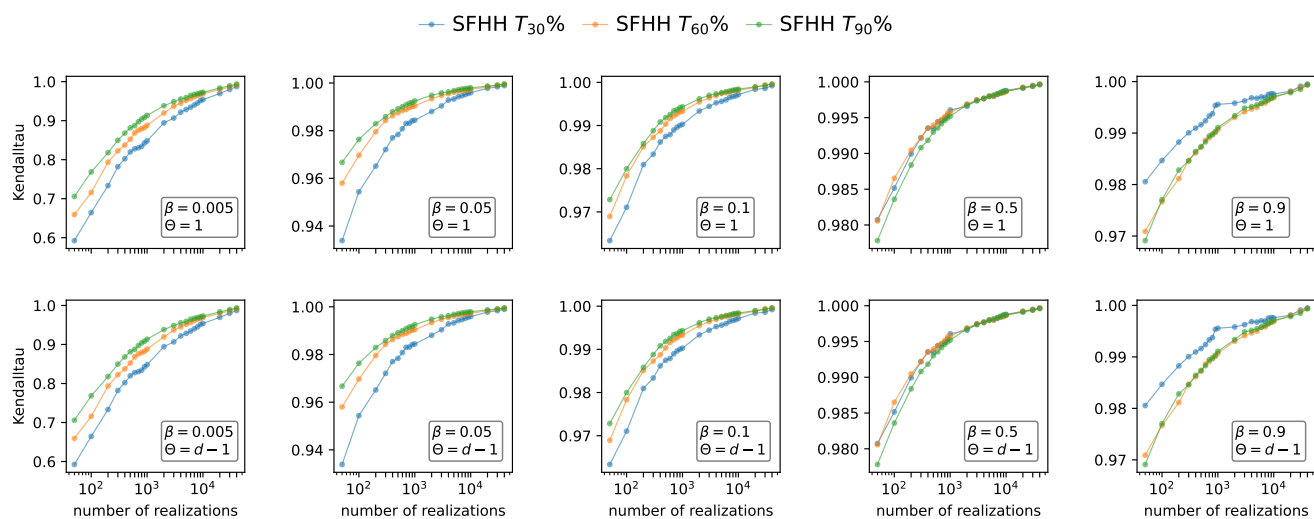 SFHH T30% SFHH T60% SFHH T90%
Kendalltau
1.0
0.9
0.8
0.7
0.6
β = 0.005
Θ = 1
1.00
0.98
0.96
0.94
β = 0.05
Θ = 1
0.99
0.98
0.97
β = 0.1
Θ = 1
1.000
0.995
0.990
0.985
0.980
β = 0.5
Θ = 1
1.00
0.99
0.98
0.97
β = 0.9
Θ = 1
Kendalltau
1.0
0.9
0.8
0.7
0.6
β = 0.005
Θ = d − 1
10² 10³ 10⁴
number of realizations
1.00
0.98
0.96
0.94
β = 0.05
Θ = d − 1
10² 10³ 10⁴
number of realizations
1.00
0.99
0.98
0.97
β = 0.1
Θ = d − 1
10² 10³ 10⁴
number of realizations
1.000
0.995
0.990
0.985
0.980
β = 0.5
Θ = d − 1
10² 10³ 10⁴
number of realizations
1.00
0.99
0.98
0.97
β = 0.9
Θ = d − 1
10² 10³ 10⁴
number of realizations